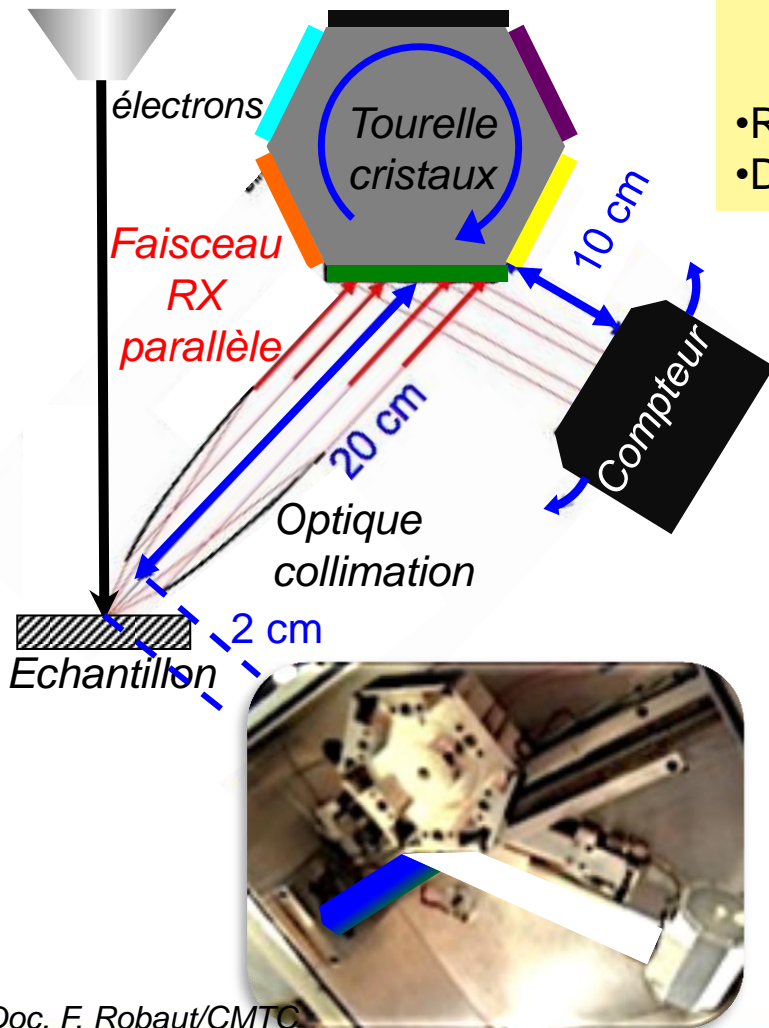 électrons
Tourelle
cristaux
•R
•D
10 cm
Faisceau
RX
parallèle
Compteur
20 cm
Optique
collimation
2 cm
Echantillon
Doc. F. Robaut/CMTC